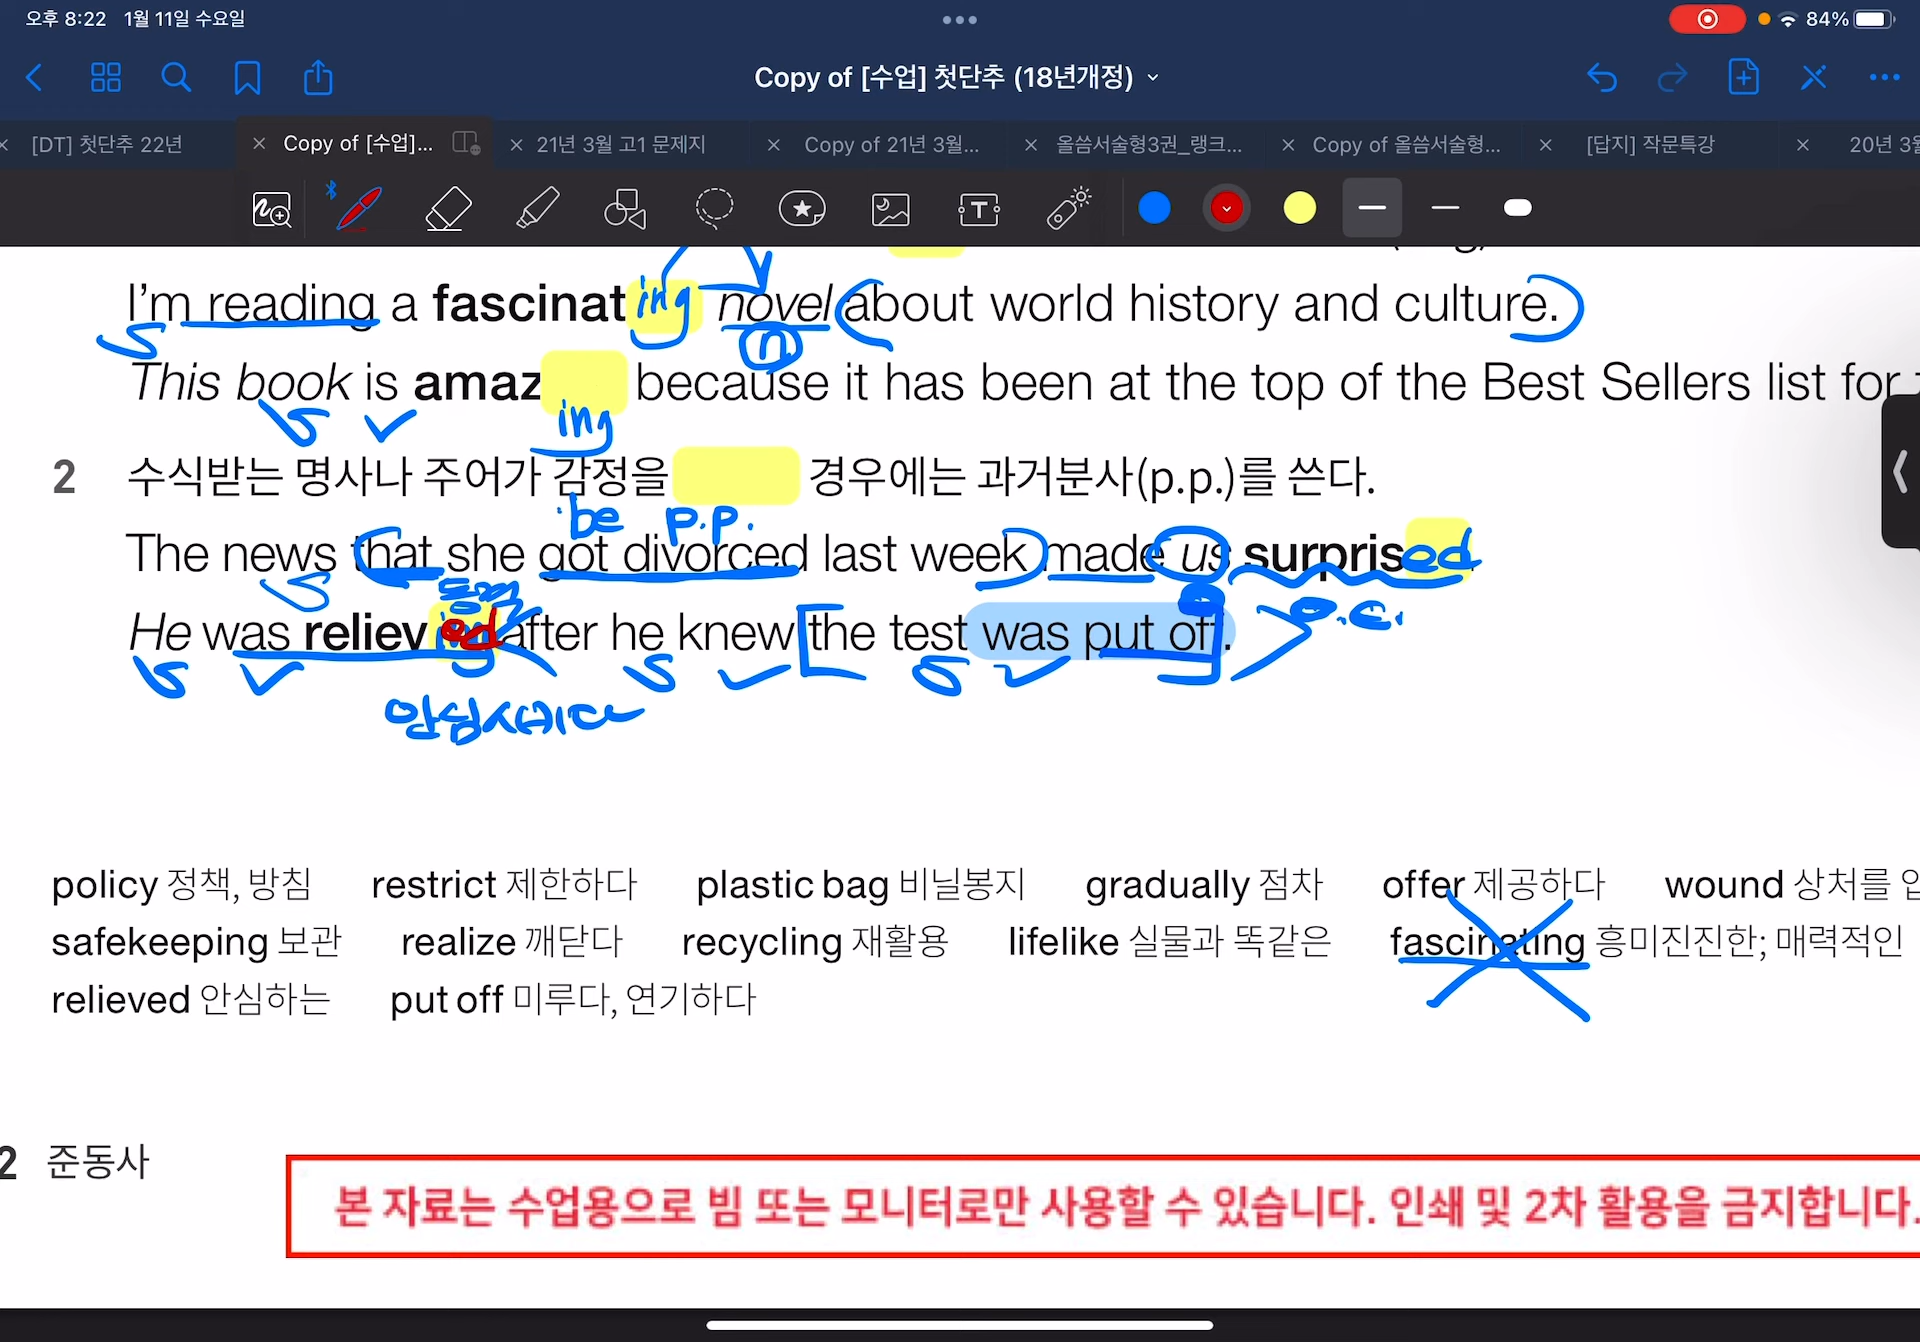 오후 8:22 1월 11일 수요일
84%
Copy of [수업] 첫단추 (18년개정)
[DT] 첫단추 22년
Copy of [수업]...
21년 3월 고1 문제지
Copy of 21년 3월...
올씀서술형3권_랭크...
Copy of 올씀서술형...
[답지] 작문특강
20년 3월
I'm reading a fascinating novel about world history and culture.
S
n
This book is amaz because it has been at the top of the Best Sellers list for
S ing
2 수식받는 명사나 주어가 감정을 경우에는 과거분사(p.p.)를 쓴다.
be p.p.
The news that she got divorced last week made us surprised
S 동격 o.c.
He was relieved after he knew the test was put off.
S S S
안심시키다
policy 정책, 방침 restrict 제한하다 plastic bag 비닐봉지 gradually 점차 offer 제공하다 wound 상처를
safekeeping 보관 realize 깨닫다 recycling 재활용 lifelike 실물과 똑같은 fascinating 흥미진진한; 매력적인
relieved 안심하는 put off 미루다, 연기하다
2 준동사
본 자료는 수업용으로 빔 또는 모니터로만 사용할 수 있습니다. 인쇄 및 2차 활용을 금지합니다.